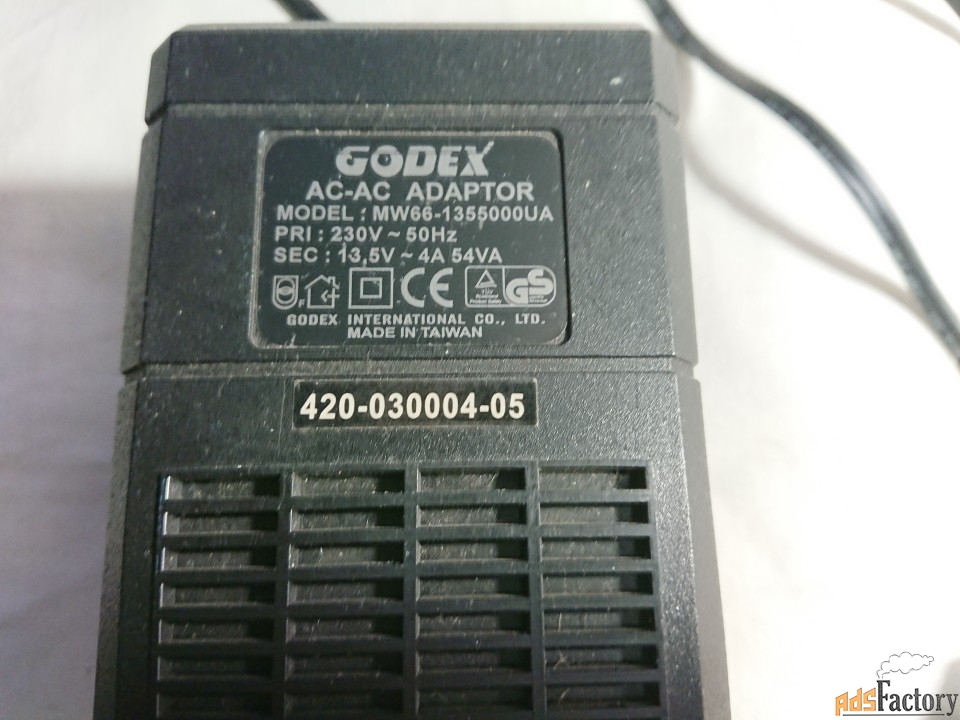 GODEX
AC-AC ADAPTOR
MODEL : MW66-1355000UA
PRI : 230V ~ 50Hz
SEC : 13,5V ~ 4A 54VA
F
CE
TÜV
GS
GODEX INTERNATIONAL CO., LTD.
MADE IN TAIWAN
420-030004-05
AdsFactory